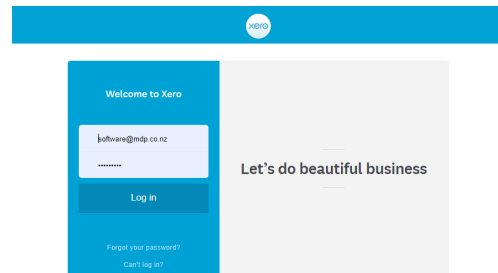 xero
Welcome to Xero
software@mdp.co.nz
•••••••••
Log in
Forgot your password?
Can't log in?
Let's do beautiful business